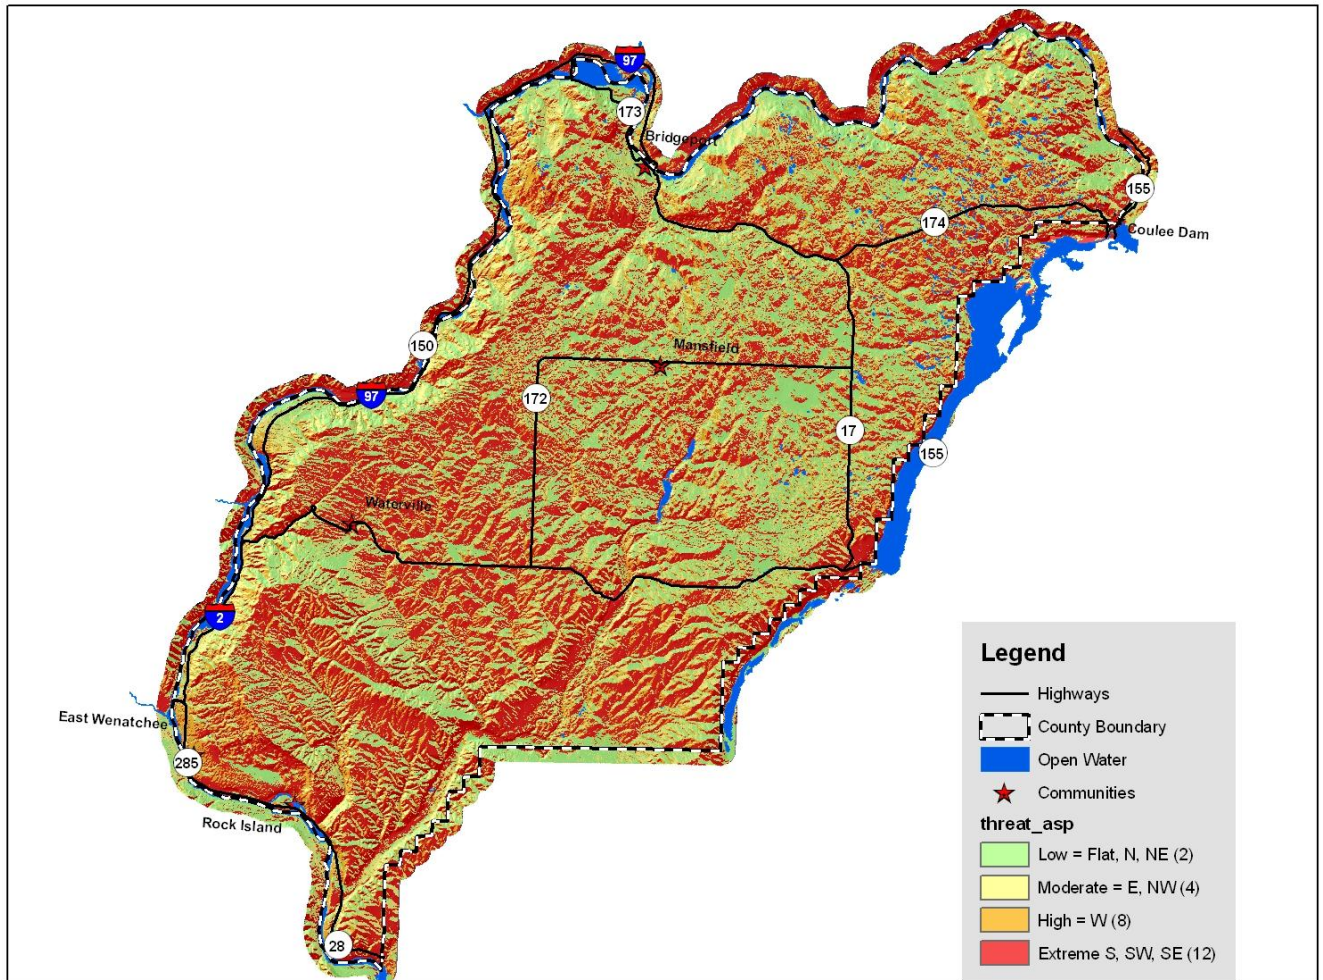 97
173
Bridgeport
155
174
Coulee Dam
150
Mansfield
97
172
17
155
Waterville
2
East Wenatchee
285
Rock Island
28
Legend
Highways
County Boundary
Open Water
Communities
threat_asp
Low = Flat, N, NE (2)
Moderate = E, NW (4)
High = W (8)
Extreme S, SW, SE (12)